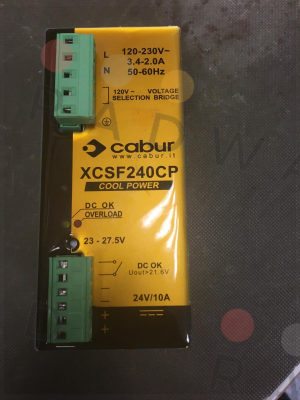 L
120-230V~
3.4-2.0A
N
50-60Hz
120V ~ VOLTAGE
SELECTION BRIDGE
cabur
www.cabur.it
XCSF240CP
COOL POWER
DC OK
OVERLOAD
23 - 27.5V
DC OK
Uout>21.6V
24V/10A